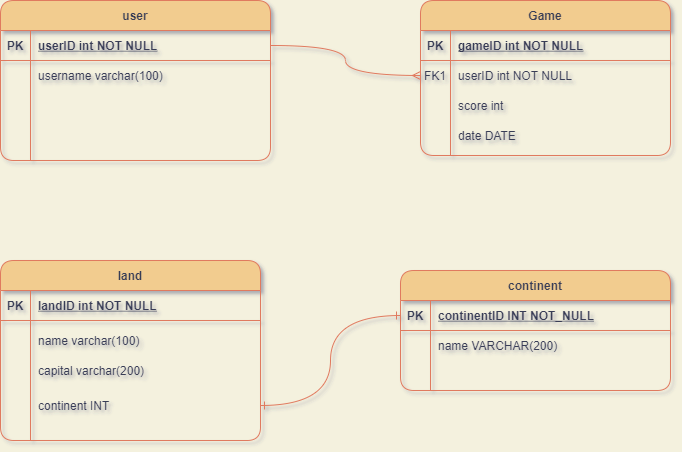 user
PK userID int NOT NULL
username varchar(100)
Game
PK gameID int NOT NULL
FK1 userID int NOT NULL
score int
date DATE
land
PK landID int NOT NULL
name varchar(100)
capital varchar(200)
continent INT
continent
PK continentID INT NOT_NULL
name VARCHAR(200)